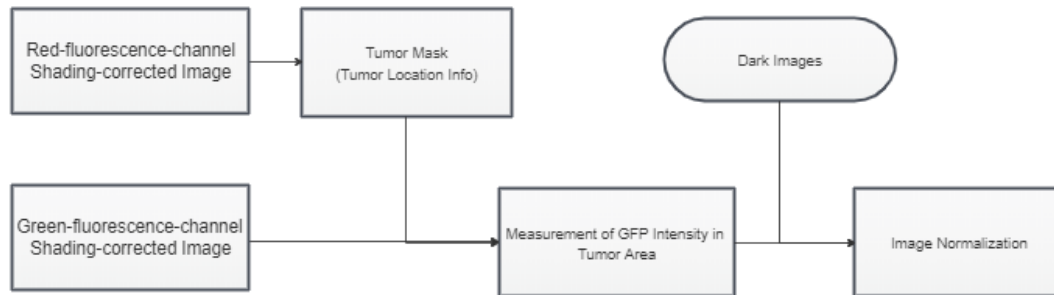 Red-fluorescence-channel
Shading-corrected Image
Tumor Mask
(Tumor Location Info)
Dark Images
Green-fluorescence-channel
Shading-corrected Image
Measurement of GFP Intensity in
Tumor Area
Image Normalization